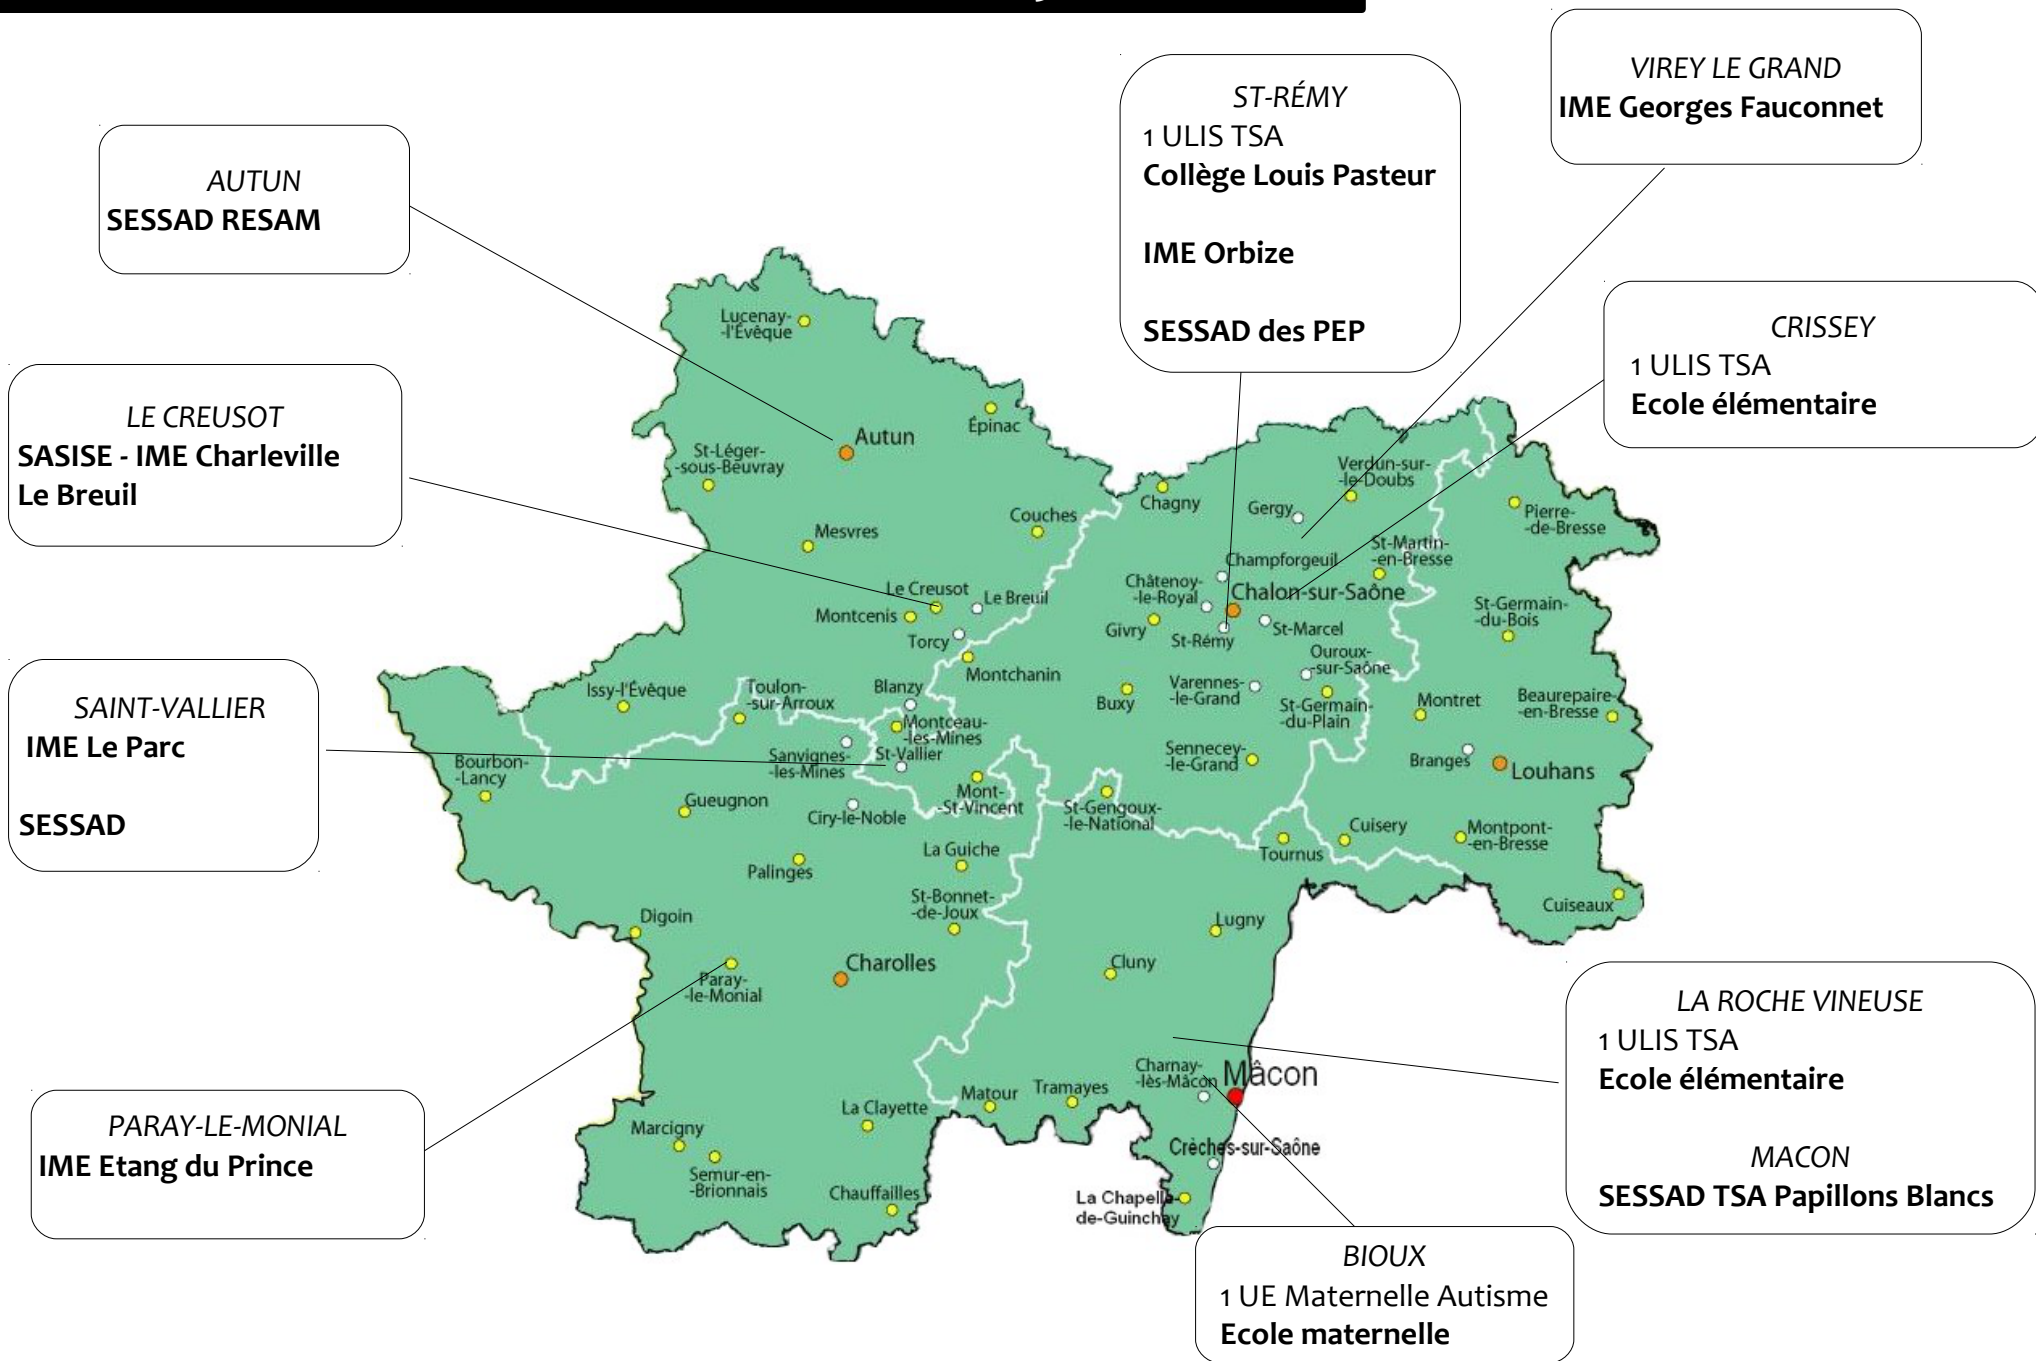 VIREY LE GRAND
IME Georges Fauconnet
ST-RÉMY
1 ULIS TSA
Collège Louis Pasteur
IME Orbize
SESSAD des PEP
AUTUN
SESSAD RESAM
CRISSEY
1 ULIS TSA
Ecole élémentaire
LE CREUSOT
SASISE - IME Charleville
Le Breuil
SAINT-VALLIER
IME Le Parc
SESSAD
PARAY-LE-MONIAL
IME Etang du Prince
LA ROCHE VINEUSE
1 ULIS TSA
Ecole élémentaire
MACON
SESSAD TSA Papillons Blancs
BIOUX
1 UE Maternelle Autisme
Ecole maternelle
Lucenay-
-l'Évêque
Épinac
Autun
St-Léger-
-sous-Beuvray
Mesvres
Couches
Le Creusot
Le Breuil
Montcenis
Torcy
Montchanin
Issy-l'Évêque
Toulon-
-sur-Arroux
Blanzy
Montceau-
-les-Mines
Sanvignes-
-les-Mines
St-Vallier
Mont-
-St-Vincent
Ciry-le-Noble
Bourbon-
-Lancy
Gueugnon
Palinges
La Guiche
St-Bonnet-
-de-Joux
Digoin
Paray-
-le-Monial
Charolles
Marcigny
Semur-en-
-Brionnais
La Clayette
Chauffailles
Chagny
Gergy
Verdun-sur-
-le-Doubs
Pierre-
-de-Bresse
St-Martin-
-en-Bresse
Champforgeuil
Châtenoy-
-le-Royal
Chalon-sur-Saône
Givry
St-Rémy
St-Marcel
St-Germain-
-du-Bois
Ouroux-
-sur-Saône
Varennes-
-le-Grand
St-Germain-
-du-Plain
Buxy
Montret
Beaurepaire-
-en-Bresse
Sennecey-
-le-Grand
Branges
Louhans
St-Gengoux-
-le-National
Tournus
Cuisery
Montpont-
-en-Bresse
Cuiseaux
Lugny
Cluny
Charnay-
-lès-Mâcon
Mâcon
Matour
Tramayes
Crèches-sur-Saône
La Chapelle-
de-Guinchay